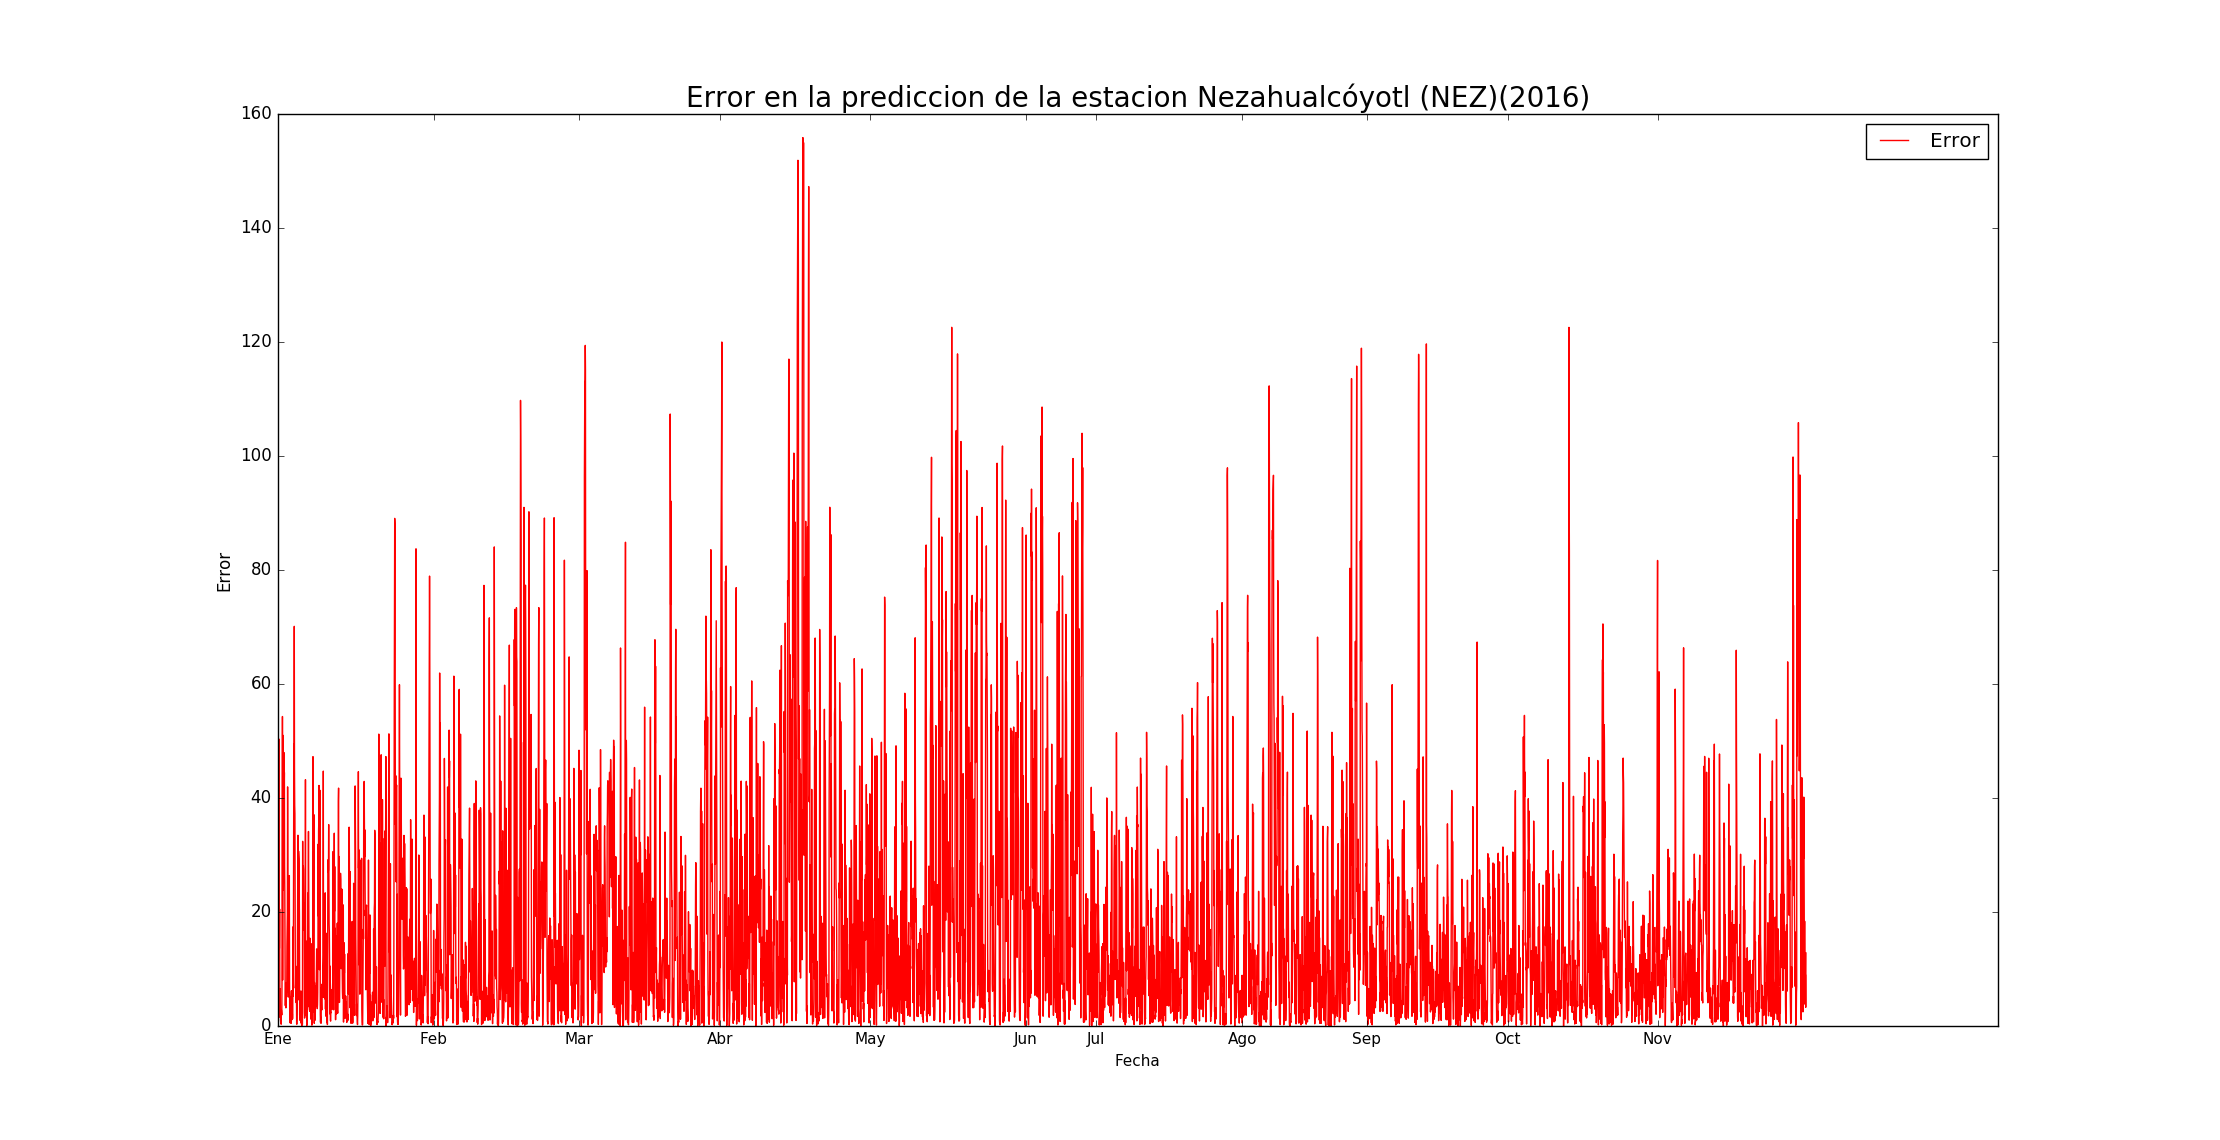 Error en la prediccion de la estacion Nezahualcóyotl (NEZ)(2016)
Error
160
140
120
100
80
60
40
20
0
Error
Ene Feb Mar Abr May Jun Jul Ago Sep Oct Nov
Fecha